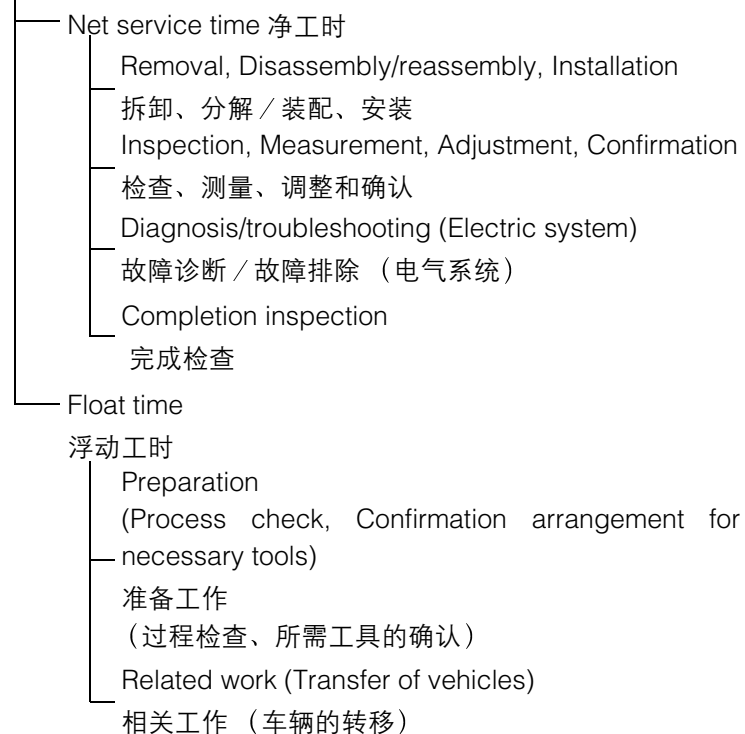 Net service time 净工时
Removal, Disassembly/reassembly, Installation
拆卸、分解／装配、安装
Inspection, Measurement, Adjustment, Confirmation
检查、测量、调整和确认
Diagnosis/troubleshooting (Electric system)
故障诊断／故障排除（电气系统）
Completion inspection
完成检查
Float time
浮动工时
Preparation
(Process check, Confirmation arrangement for
necessary tools)
准备工作
（过程检查、所需工具的确认）
Related work (Transfer of vehicles)
相关工作（车辆的转移）